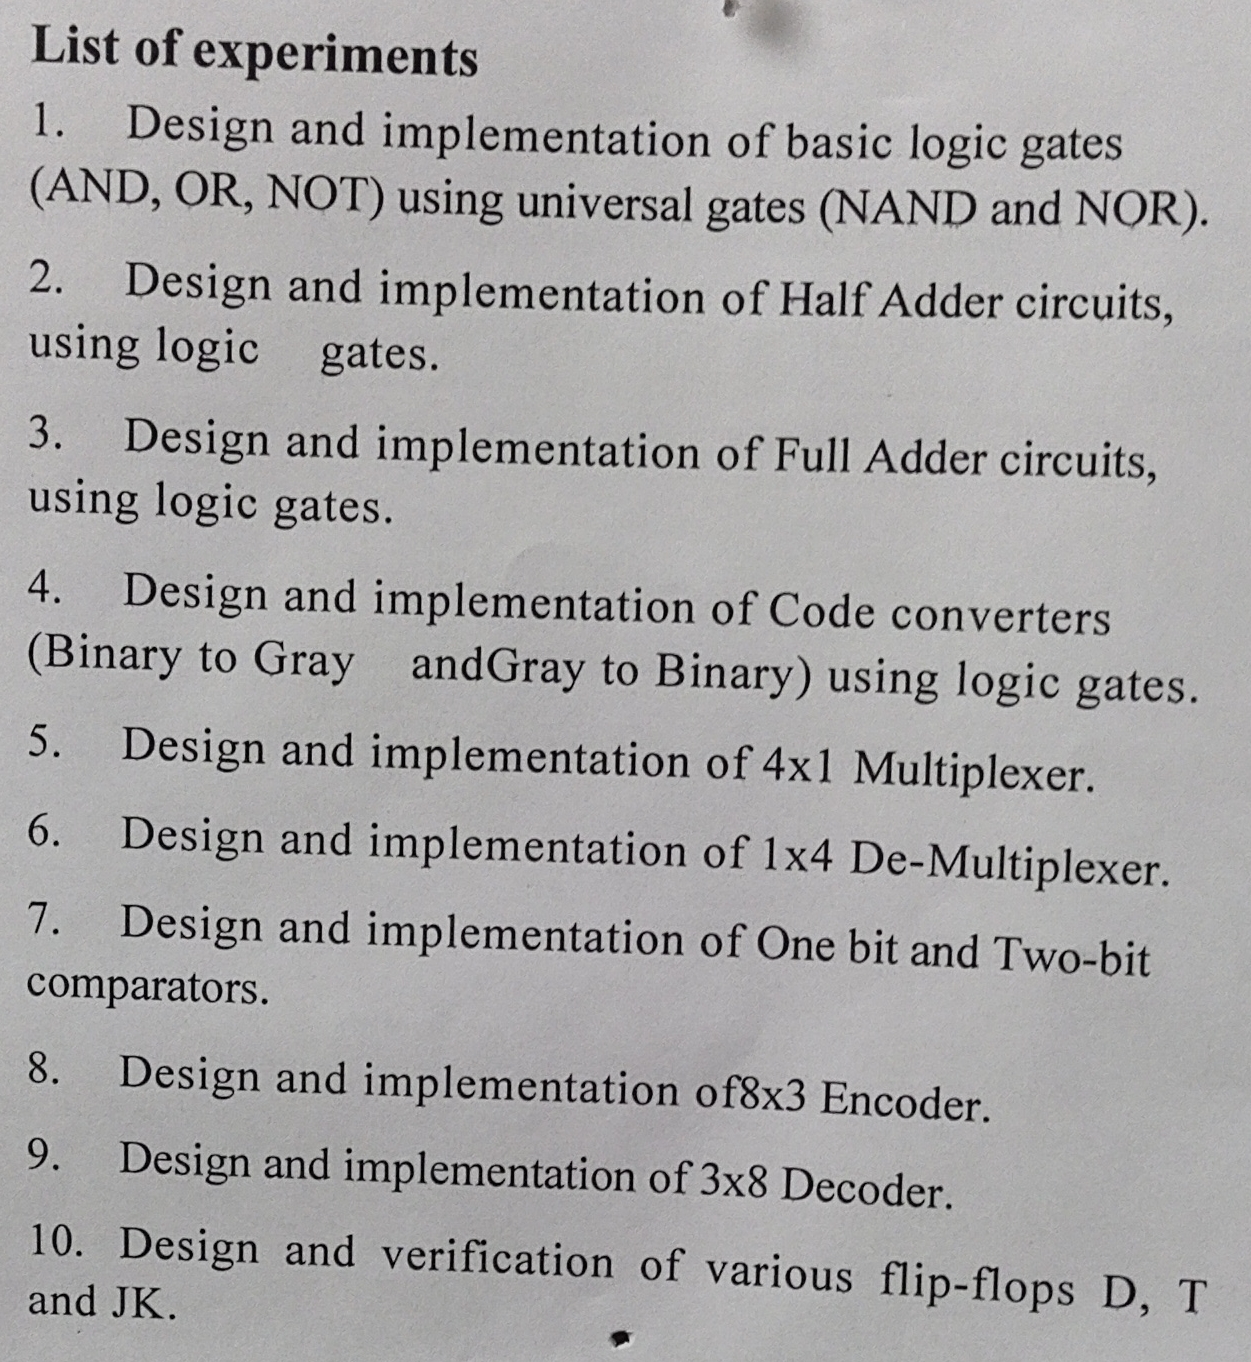 List of experiments
1. Design and implementation of basic logic gates
(AND, OR, NOT) using universal gates (NAND and NOR).
2. Design and implementation of Half Adder circuits,
using logic gates.
3. Design and implementation of Full Adder circuits,
using logic gates.
4. Design and implementation of Code converters
(Binary to Gray andGray to Binary) using logic gates.
5. Design and implementation of 4x1 Multiplexer.
6. Design and implementation of 1x4 De-Multiplexer.
7. Design and implementation of One bit and Two-bit
comparators.
8. Design and implementation of8x3 Encoder.
9. Design and implementation of 3x8 Decoder.
10. Design and verification of various flip-flops D, T
and JK.